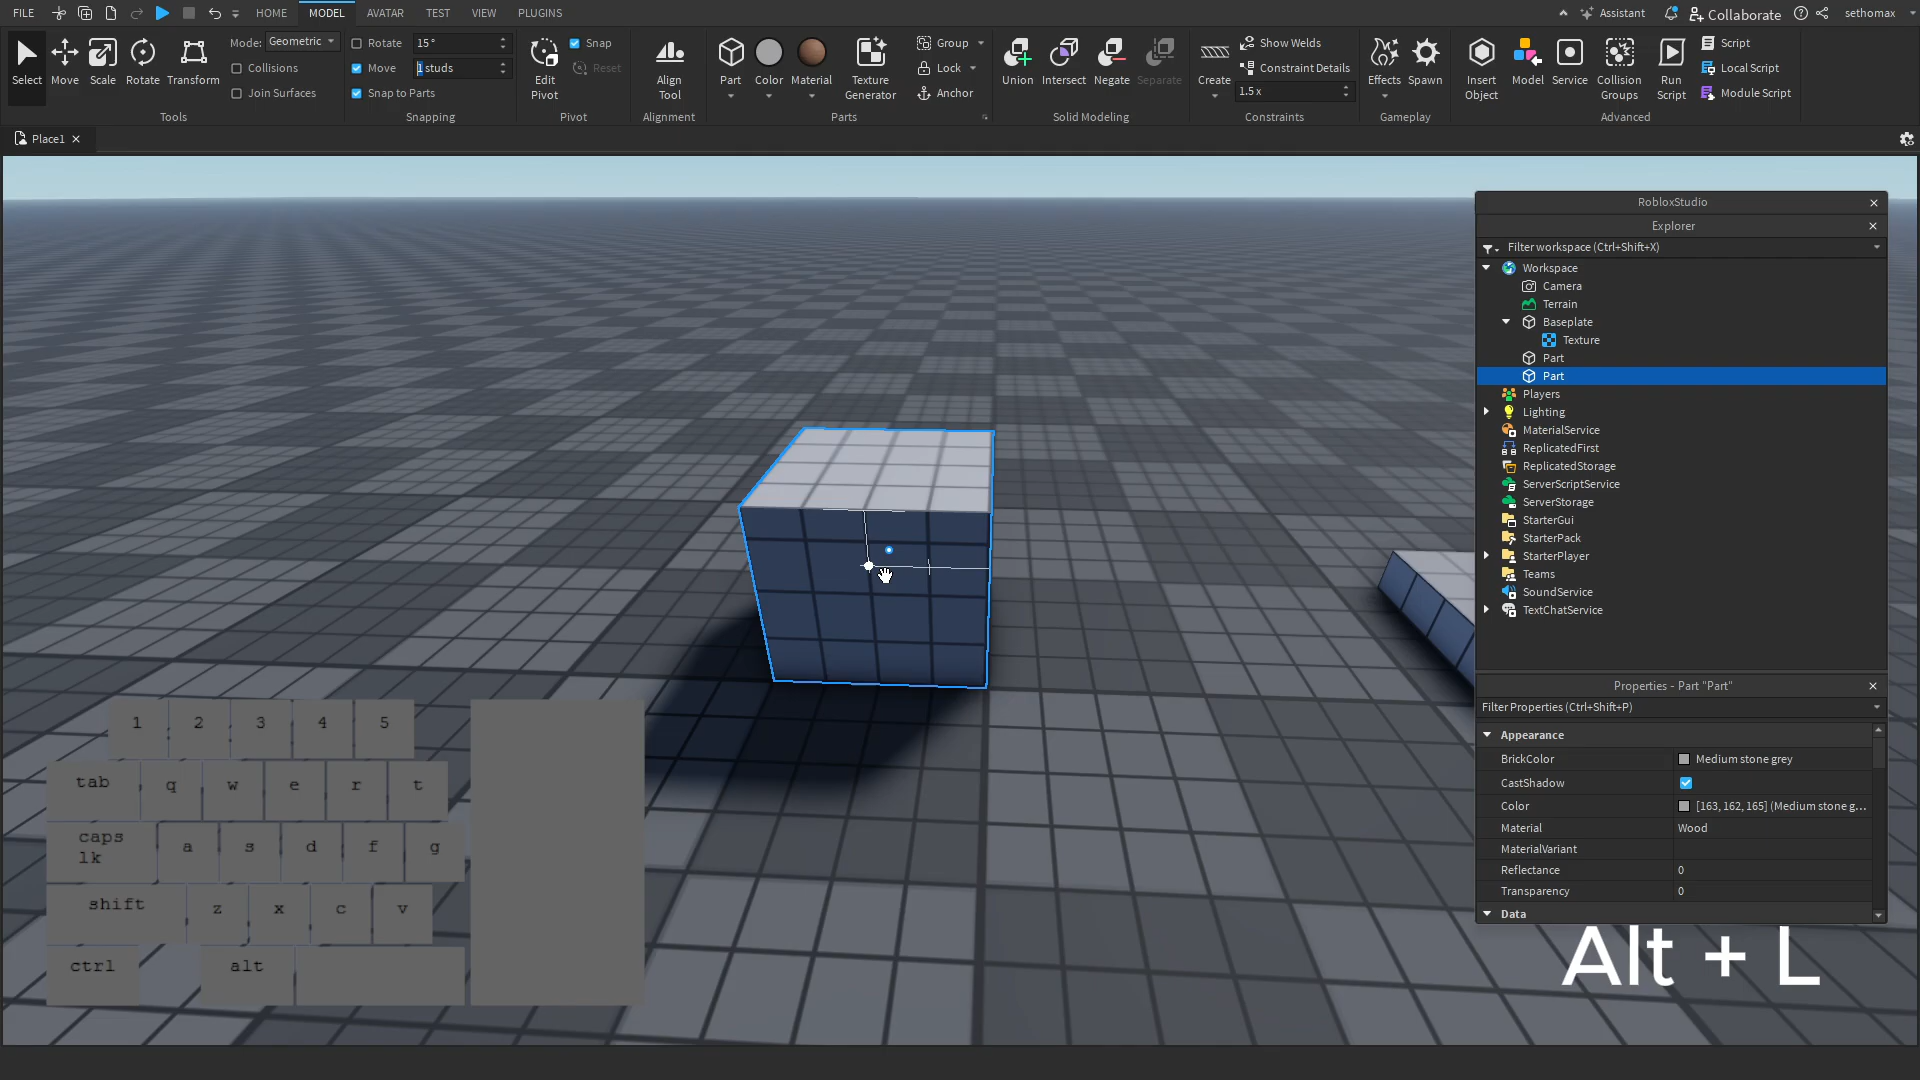 FILE HOME MODEL AVATAR TEST VIEW PLUGINS Assistant Collaborate sethomax
Select Move Scale Rotate Transform
Mode: Geometric
Collisions
Join Surfaces
Tools
Rotate 15°
Move 1 studs
Snap to Parts
Snapping
Edit Pivot
Snap
Reset
Pivot
Align Tool
Alignment
Part Color Material Texture Generator
Group
Lock
Anchor
Parts
Union Intersect Negate Separate
Solid Modeling
Create
Show Welds
Constraint Details
1.5 x
Constraints
Effects Spawn
Gameplay
Insert Object Model Service Collision Groups Run Script
Script
Local Script
Module Script
Advanced
Place1
RobloxStudio
Explorer
Filter workspace (Ctrl+Shift+X)
Workspace
Camera
Terrain
Baseplate
Texture
Part
Part
Players
Lighting
MaterialService
ReplicatedFirst
ReplicatedStorage
ServerScriptService
ServerStorage
StarterGui
StarterPack
StarterPlayer
Teams
SoundService
TextChatService
Properties - Part "Part"
Filter Properties (Ctrl+Shift+P)
Appearance
BrickColor Medium stone grey
CastShadow
Color [163, 162, 165] (Medium stone g...
Material Wood
MaterialVariant
Reflectance 0
Transparency 0
Data
1 2 3 4 5
tab q w e r t
caps lk a s d f g
shift z x c v
ctrl alt
Alt + L